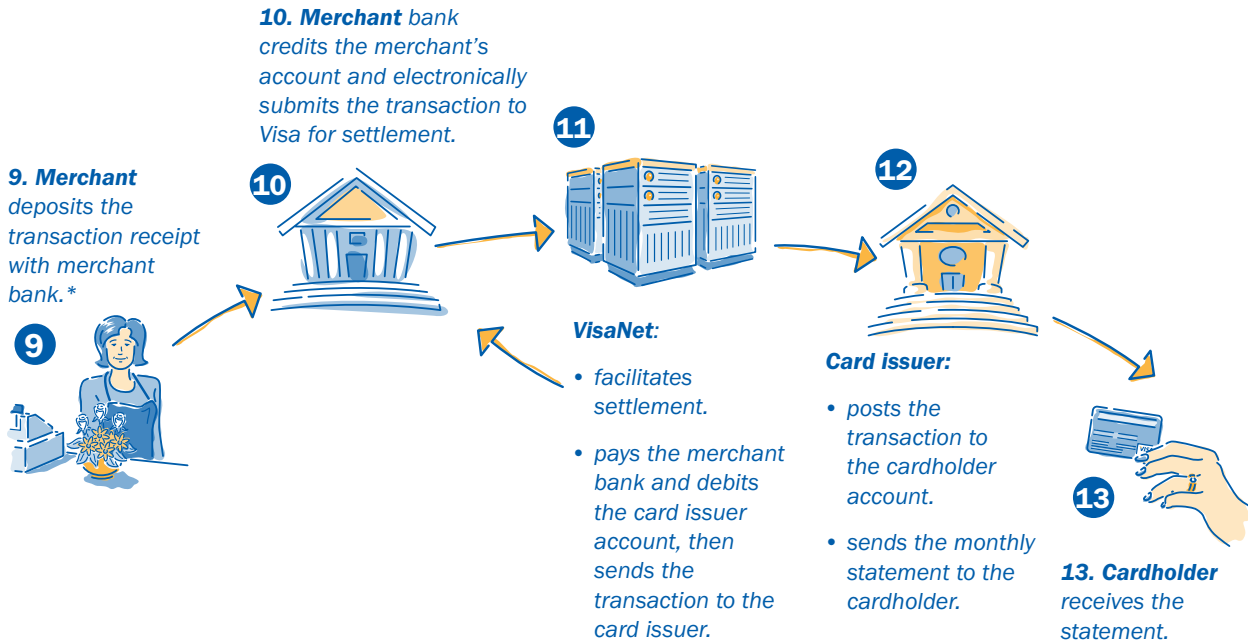 10. Merchant bank
credits the merchant's
account and electronically
submits the transaction to
Visa for settlement.
11
12
9. Merchant
deposits the
transaction receipt
with merchant
bank.*
10
9
VisaNet:
• facilitates
settlement.
• pays the merchant
bank and debits
the card issuer
account, then
sends the
transaction to the
card issuer.
Card issuer:
• posts the
transaction to
the cardholder
account.
• sends the monthly
statement to the
cardholder.
VISA
13
13. Cardholder
receives the
statement.